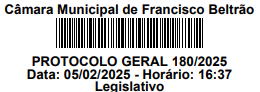 Câmara Municipal de Francisco Beltrão
PROTOCOLO GERAL 180/2025
Data: 05/02/2025 - Horário: 16:37
Legislativo